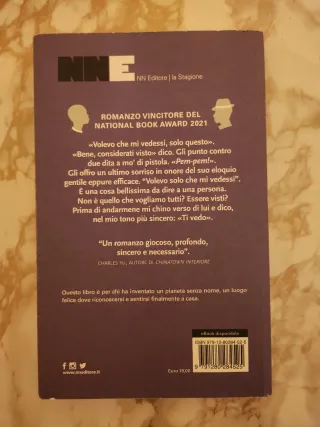 NNE
NN Editore | la Stagione
ROMANZO VINCITORE DEL
NATIONAL BOOK AWARD 2021
«Volevo che mi vedessi, solo questo».
«Bene, considerati visto» dico. Gli punto contro
due dita a mo' di pistola. «Pem-pem!».
Gli offro un ultimo sorriso in onore del suo eloquio
gentile eppure efficace. "Volevo solo che mi vedessi".
È una cosa bellissima da dire a una persona.
Non è quello che vogliamo tutti? Essere visti?
Prima di andarmene mi chino verso di lui e dico,
nel mio tono più sincero: «Ti vedo».
"Un romanzo giocoso, profondo,
sincero e necessario".
CHARLES YU, AUTORE DI CHINATOWN INTERIORE
Questo libro è per chi ha inventato un pianeta senza nome, un luogo
felice dove riconoscersi e sentirsi finalmente a casa.
eBook disponibile
www.nneditore.it
Euro 19,00